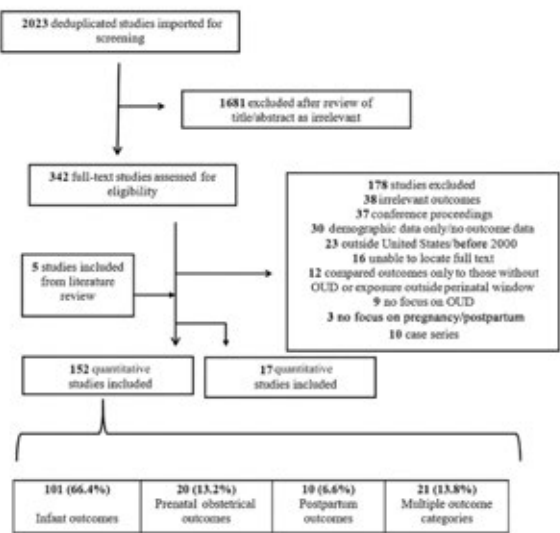 2023 deduplicated studies imported for
screening
1681 excluded after review of
title/abstract as irrelevant
342 full-text studies assessed for
eligibility
178 studies excluded
38 irrelevant outcomes
37 conference proceedings
30 demographic data only/no outcome data
23 outside United States/before 2000
16 unable to locate full text
12 compared outcomes only to those without
OUD or exposure outside perinatal window
9 no focus on OUD
3 no focus on pregnancy/postpartum
10 case series
5 studies included
from literature
review
152 quantitative
studies included
17 quantitative
studies included
101 (66.4%)
Infant outcomes
20 (13.2%)
Prenatal obstetrical
outcomes
10 (6.6%)
Postpartum
outcomes
21 (13.8%)
Multiple outcome
categories